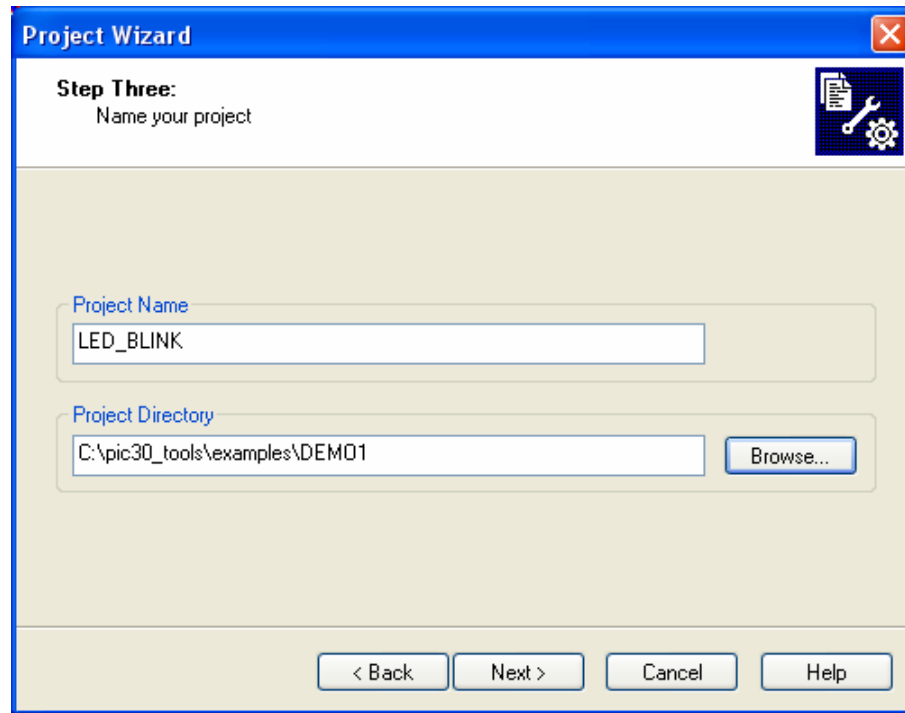 Project Wizard
Step Three:
Name your project
Project Name
LED_BLINK
Project Directory
C:\pic30_tools\examples\DEMO1
Browse...
< Back
Next >
Cancel
Help